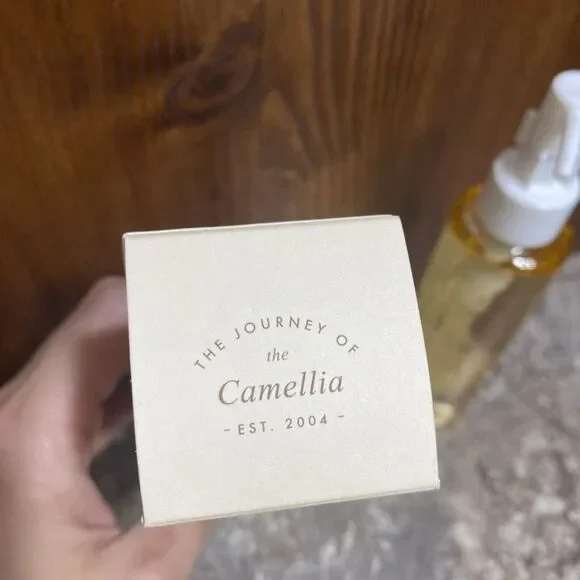 THE JOURNEY OF
the
Camellia
- EST. 2004 -